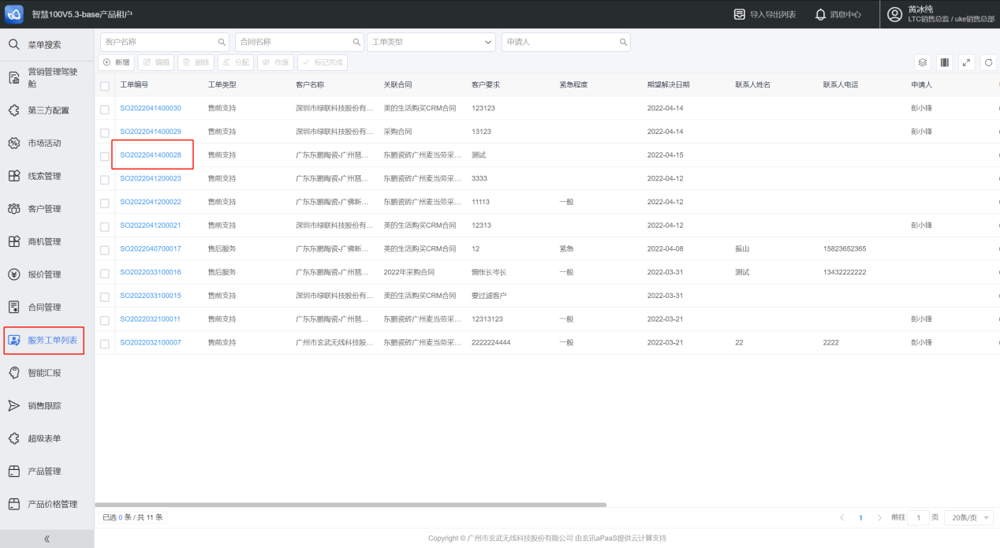 智慧100V5.3-base产品租户
导入导出列表
消息中心
黄冰纯
LTC销售总监 / uke销售总部
菜单搜索
营销管理驾驶
舱
第三方配置
市场活动
线索管理
客户管理
商机管理
报价管理
合同管理
服务工单列表
智能汇报
销售跟踪
超级表单
产品管理
产品价格管理
客户名称 合同名称 工单类型 申请人
新增 编辑 删除 分配 作废 标记完成
工单编号 工单类型 客户名称 关联合同 客户要求 紧急程度 期望解决日期 联系人姓名 联系人电话 申请人
SO2022041400030 售前支持 深圳市绿联科技股份有... 美的生活购买CRM合同 123123 2022-04-14 彭小锋
SO2022041400029 售前支持 深圳市绿联科技股份有... 采购合同 13123 2022-04-14 彭小锋
SO2022041400028 售前支持 广东东鹏陶瓷-广州琶... 东鹏瓷砖广州麦当劳采... 测试 2022-04-15
SO2022041200023 售前支持 广东东鹏陶瓷-广州琶... 东鹏瓷砖广州麦当劳采... 3333 2022-04-12
SO2022041200022 售前支持 广东东鹏陶瓷-广佛新... 东鹏瓷砖广州麦当劳采... 11113 一般 2022-04-12
SO2022041200021 售前支持 深圳市绿联科技股份有... 美的生活购买CRM合同 12313 2022-04-12 彭小锋
SO2022040700017 售后服务 广东东鹏陶瓷-广佛新... 美的生活购买CRM合同 12 紧急 2022-04-08 振山 15823652365
SO2022033100016 售后服务 广东东鹏陶瓷-广州琶... 2022年采购合同 惆怅长岑长 一般 2022-03-31 测试 13432222222
SO2022033100015 售前支持 深圳市绿联科技股份有... 美的生活购买CRM合同 要过滤客户 2022-03-31
SO2022032100011 售前支持 广东东鹏陶瓷-广州琶... 东鹏瓷砖广州麦当劳采... 12313123 一般 2022-03-21 彭小锋
SO2022032100007 售前支持 广州市玄武无线科技股... 东鹏瓷砖广州麦当劳采... 2222224444 一般 2022-03-21 22 2222 彭小锋
已选 0 条 / 共 11 条
1 前往 1 页 20条/页
Copyright © 广州市玄武无线科技股份有限公司 由玄讯aPaaS提供云计算支持